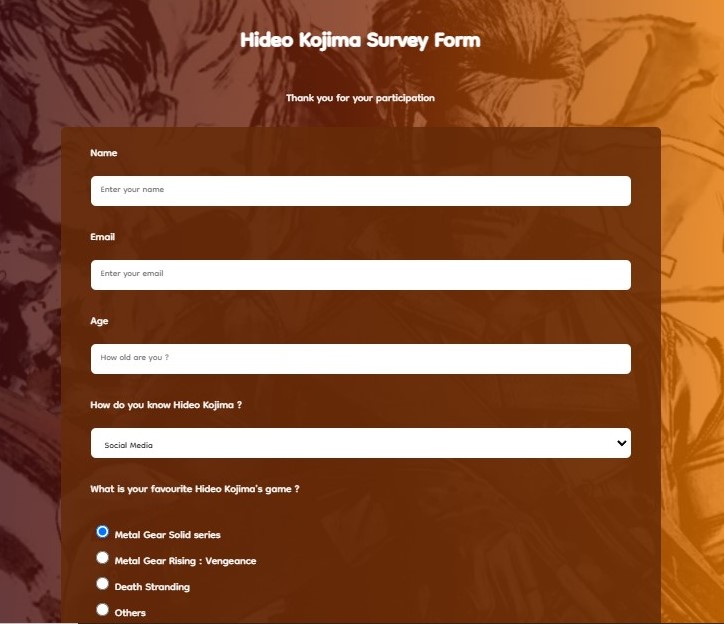 Hideo Kojima Survey Form
Thank you for your participation
Name
Enter your name
Email
Enter your email
Age
How old are you ?
How do you know Hideo Kojima ?
Social Media
What is your favourite Hideo Kojima's game ?
Metal Gear Solid series
Metal Gear Rising : Vengeance
Death Stranding
Others